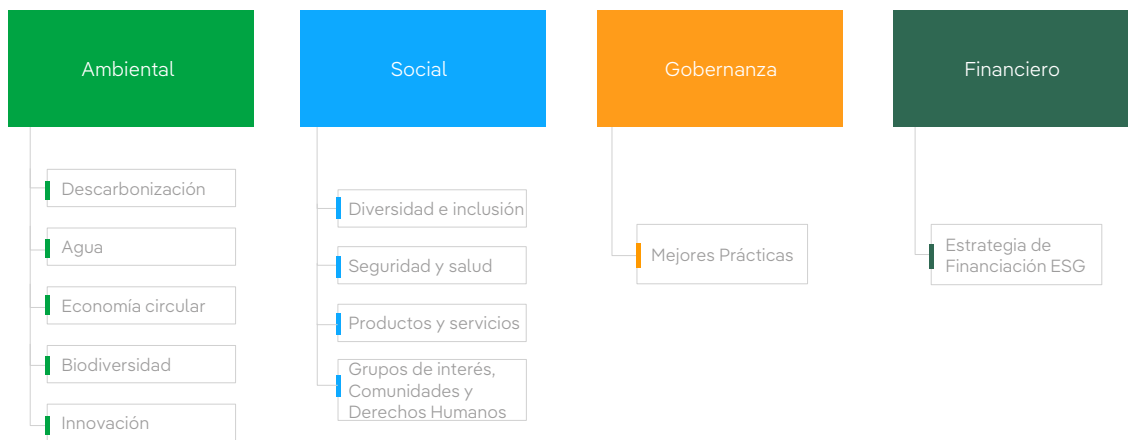 Ambiental
Descarbonización
Agua
Economía circular
Biodiversidad
Innovación
Social
Diversidad e inclusión
Seguridad y salud
Productos y servicios
Grupos de interés,
Comunidades y
Derechos Humanos
Gobernanza
Mejores Prácticas
Financiero
Estrategia de
Financiación ESG